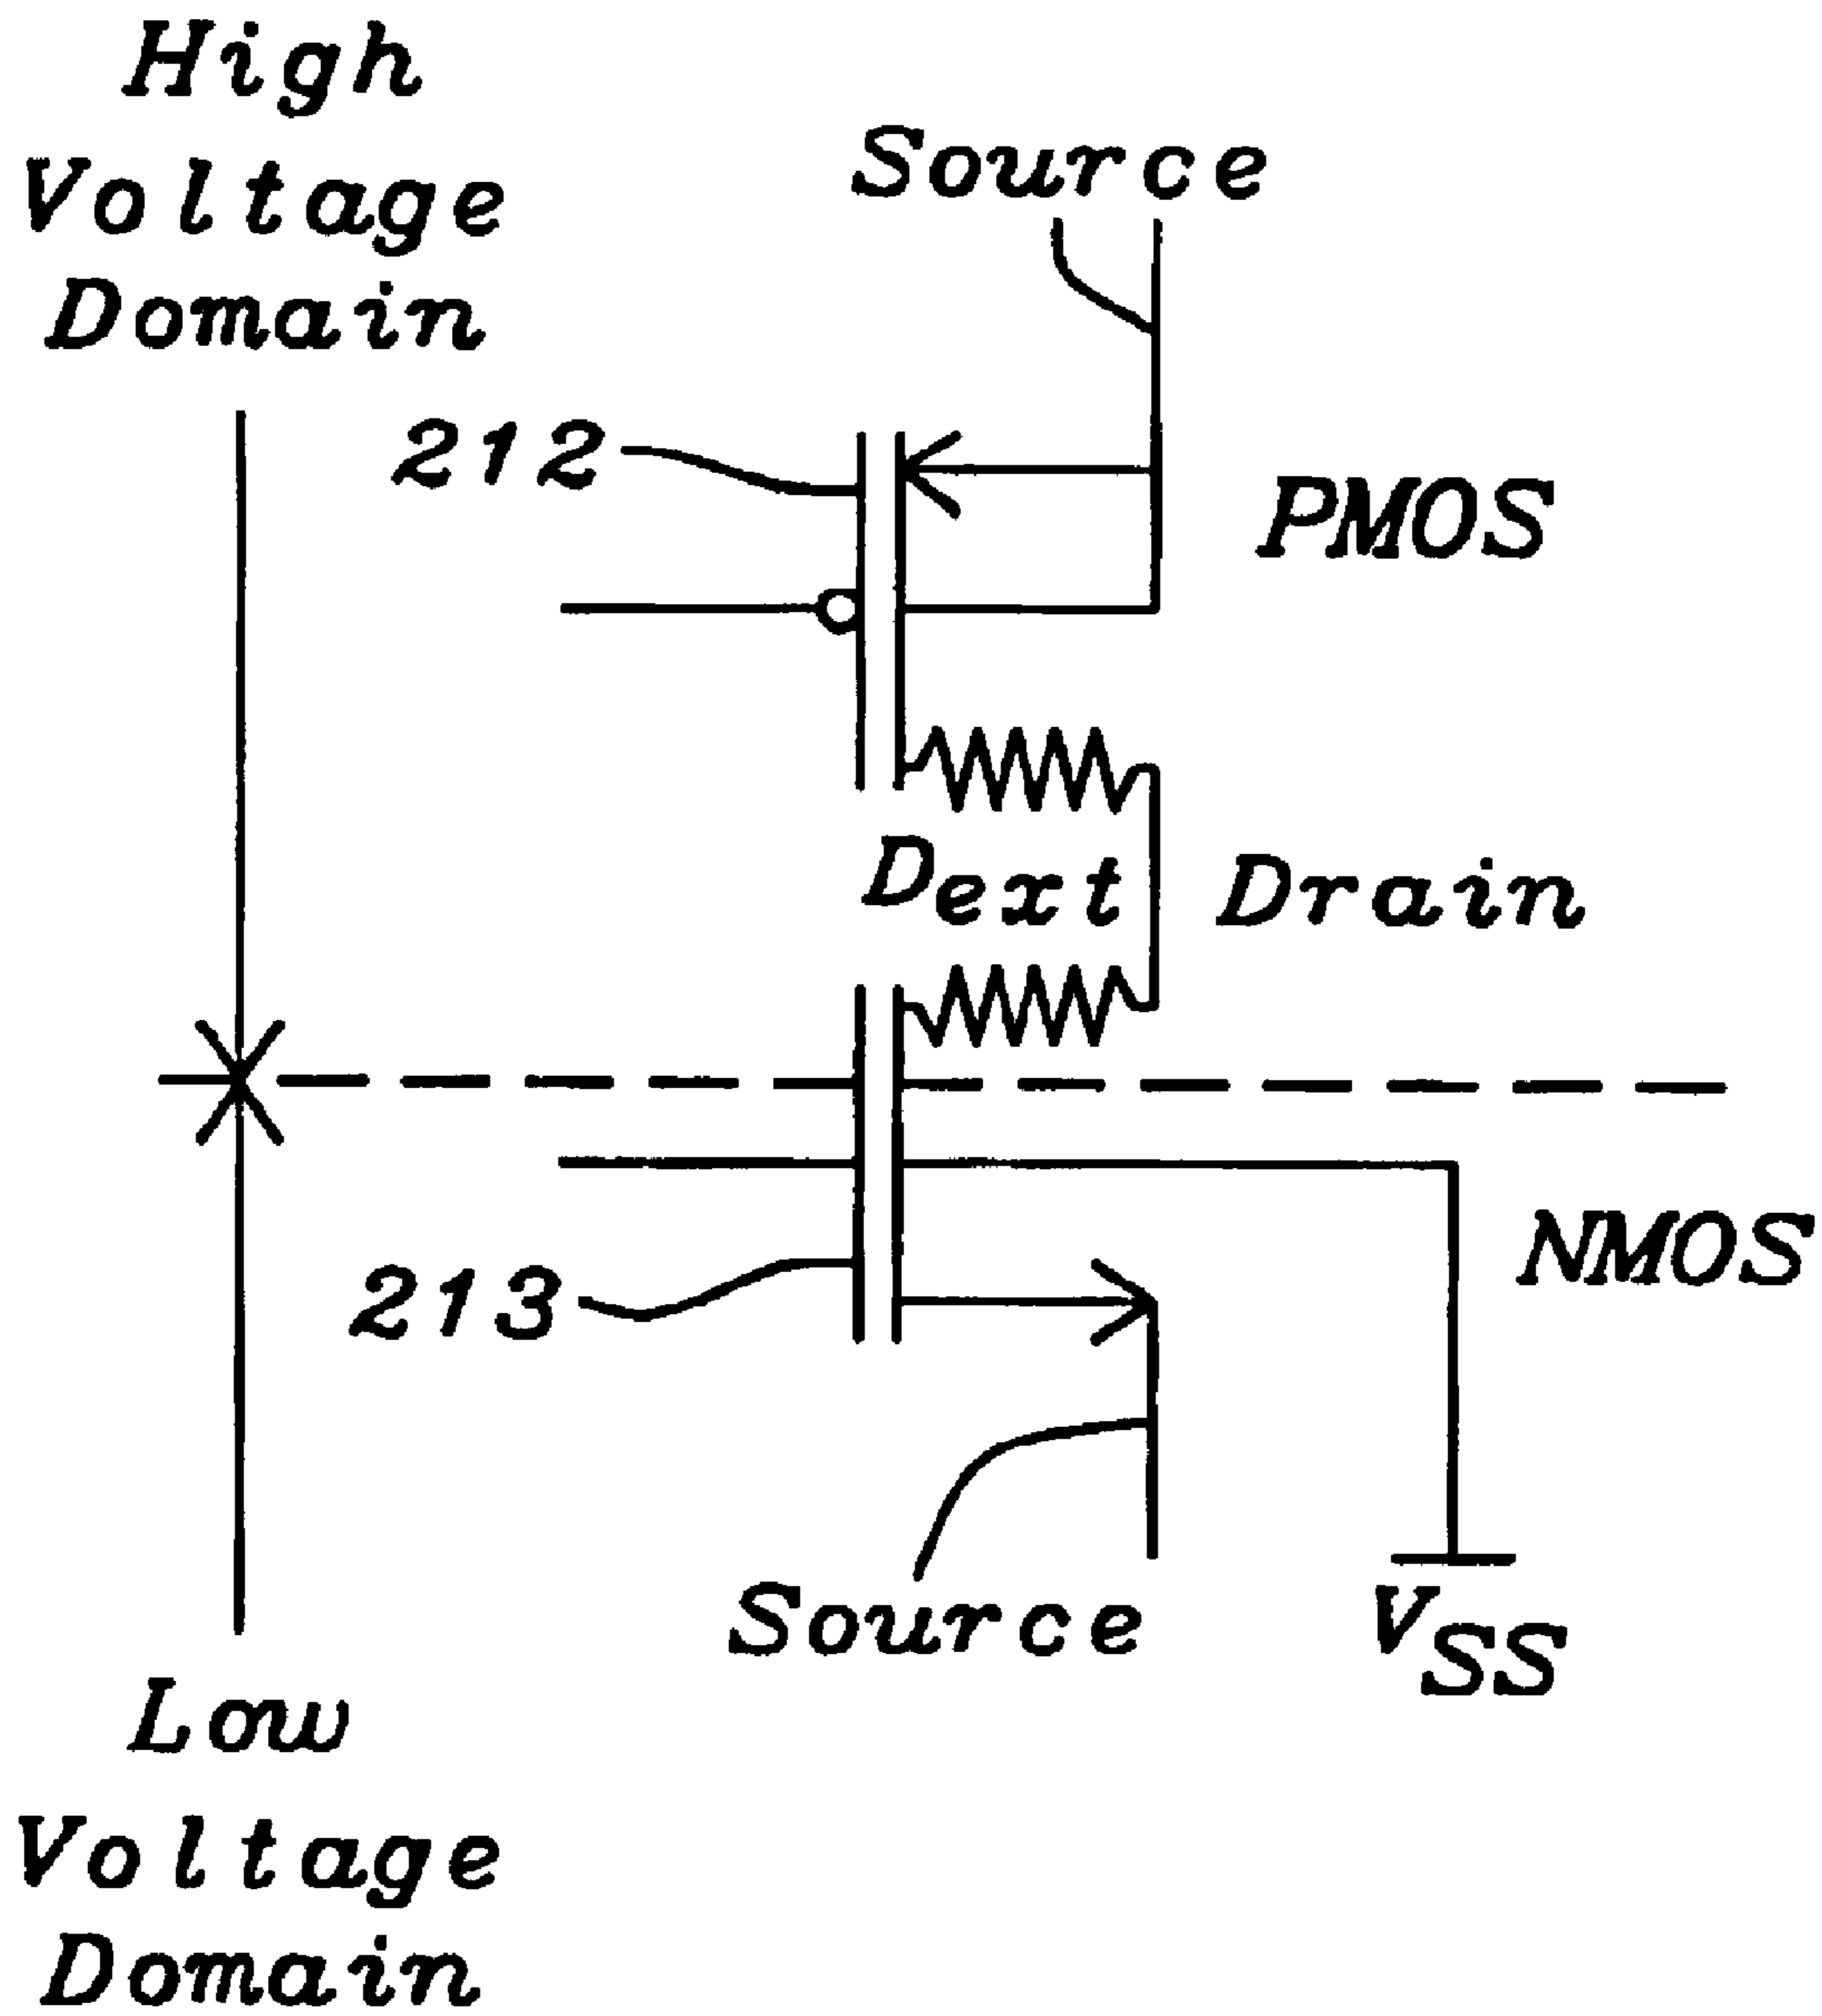 High
Voltage
Domain
Source
212
PMOS
Dext
Drain
213
NMOS
Source
VSS
Low
Voltage
Domain